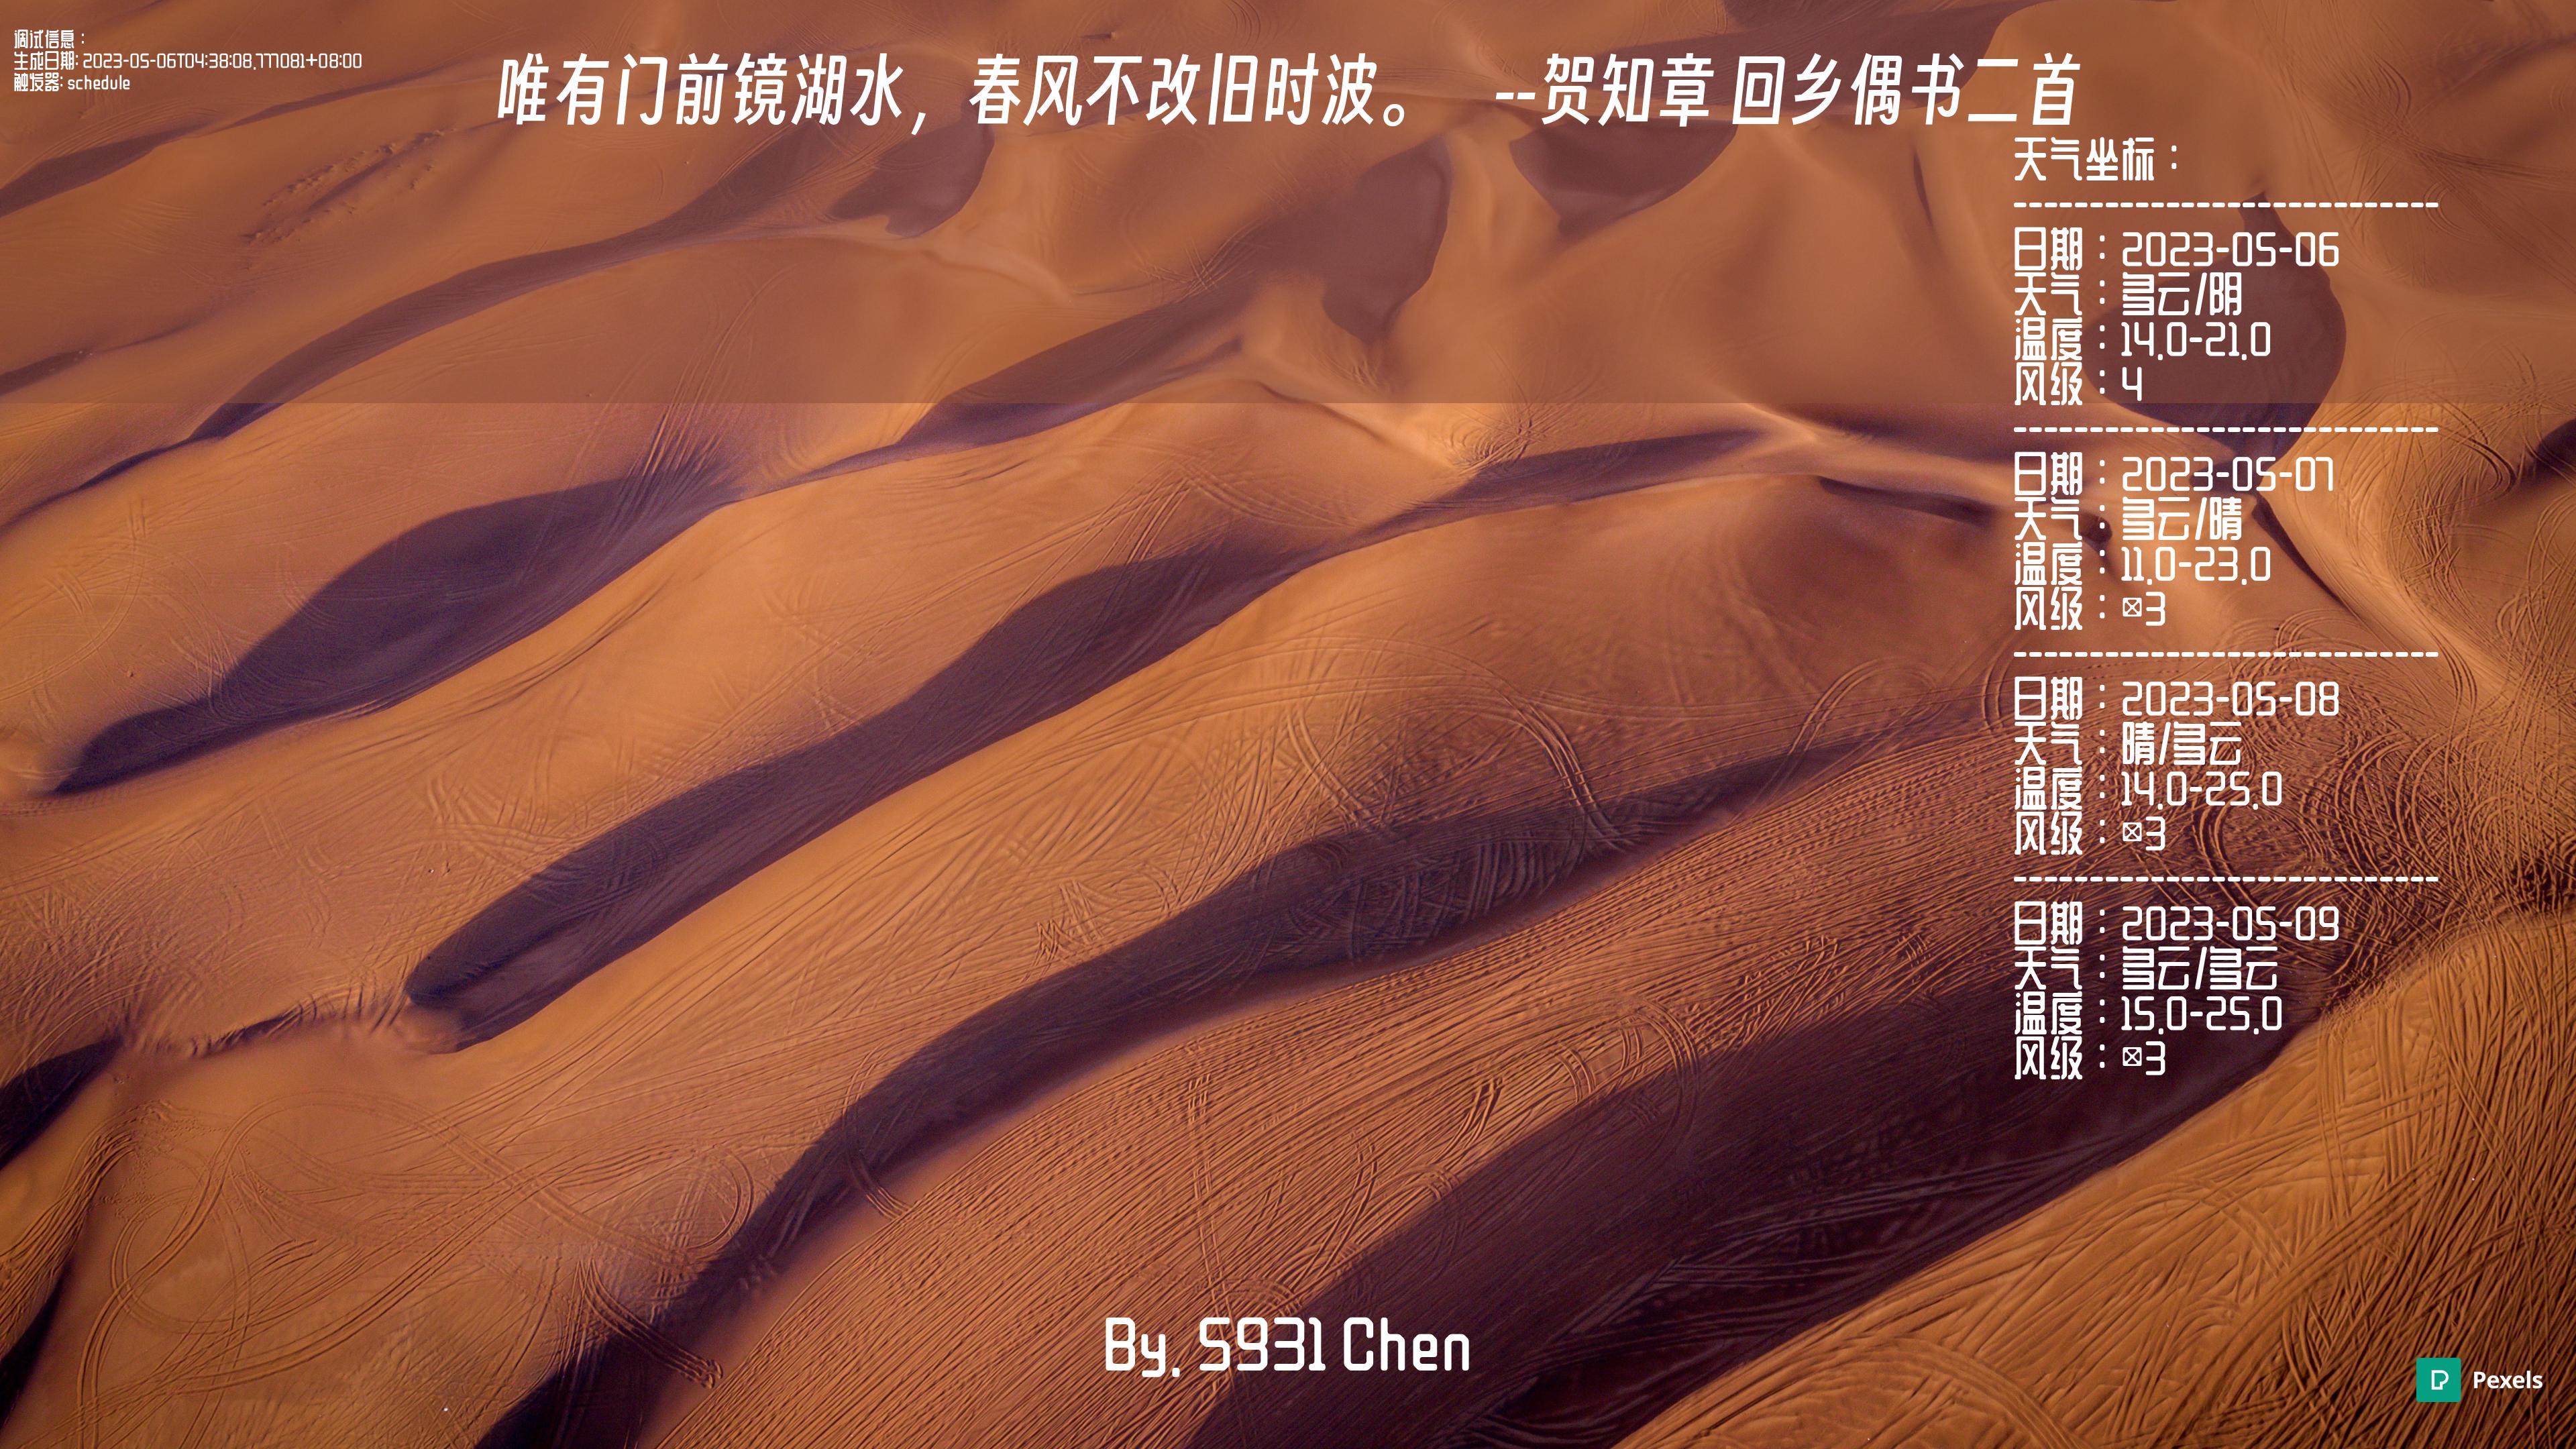 调试信息：
生成日期: 2023-05-06T04:38:08.777081+08:00
触发器: schedule
唯有门前镜湖水，春风不改旧时波。 --贺知章 回乡偶书二首
天气坐标：
----------------------------
日期：2023-05-06
天气：多云/阴
温度：14.0-21.0
风级：4
----------------------------
日期：2023-05-07
天气：多云/晴
温度：11.0-23.0
风级：☒3
----------------------------
日期：2023-05-08
天气：晴/多云
温度：14.0-25.0
风级：☒3
----------------------------
日期：2023-05-09
天气：多云/多云
温度：15.0-25.0
风级：☒3
By. S931 Chen
Pexels